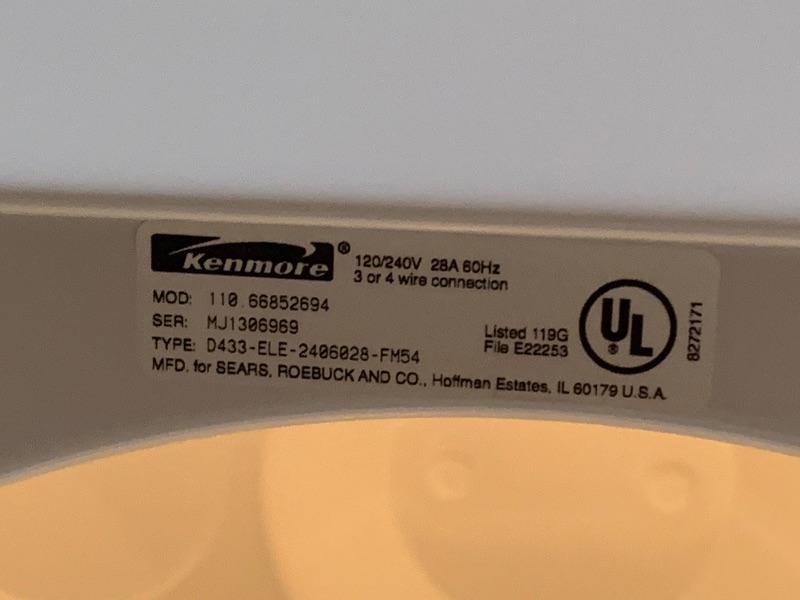 Kenmore®
120/240V 28A 60Hz
3 or 4 wire connection
MOD: 110.66852694
SER: MJ1306969
TYPE: D433-ELE-2406028-FM54
MFD. for SEARS, ROEBUCK AND CO., Hoffman Estates, IL 60179 U.S.A.
Listed 119G
File E22253
UL®
8272171